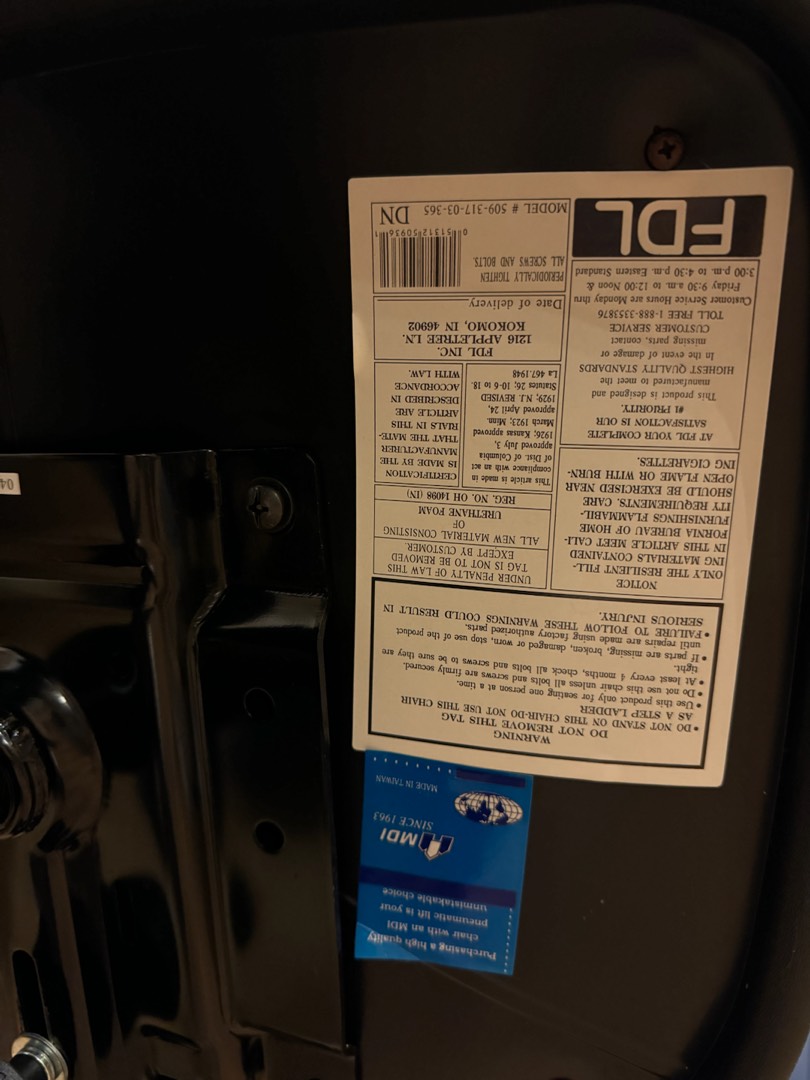 Purchasing a high quality
chair with an MDI
pneumatic lift is your
unmistakable choice
MDI
SINCE 1963
MADE IN TAIWAN
WARNING
DO NOT REMOVE THIS TAG
• DO NOT STAND ON THIS CHAIR-DO NOT USE THIS CHAIR
AS A STEP LADDER
• Use this product only for seating one person at a time.
• Do not use this chair unless all bolts and screws are firmly secured.
• At least every 4 months, check all bolts and screws to be sure they are
tight.
• If parts are missing, broken, damaged or worn, stop use of the product
until repairs are made using factory authorized parts.
• FAILURE TO FOLLOW THESE WARNINGS COULD RESULT IN
SERIOUS INJURY.
NOTICE
ONLY THE RESILIENT FILL-
ING MATERIALS CONTAINED
IN THIS ARTICLE MEET CALI-
FORNIA BUREAU OF HOME
FURNISHINGS FLAMMABIL-
ITY REQUIREMENTS. CARE
SHOULD BE EXERCISED NEAR
OPEN FLAME OR WITH BURN-
ING CIGARETTES.
AT FDL YOUR COMPLETE
SATISFACTION IS OUR
#1 PRIORITY.
This product is designed and
manufactured to meet the
HIGHEST QUALITY STANDARDS
In the event of damage or
missing parts, contact
CUSTOMER SERVICE
TOLL FREE 1-888-3353876
Customer Service Hours are Monday thru
Friday 9:30 a.m. to 12:00 Noon &
3:00 p.m. to 4:30 p.m. Eastern Standard
FDL
UNDER PENALTY OF LAW THIS
TAG IS NOT TO BE REMOVED
EXCEPT BY CUSTOMER.
ALL NEW MATERIAL CONSISTING
OF
URETHANE FOAM
REG. NO. OH 14098 (IN)
This article is made in
compliance with an act
of Dist. of Columbia
approved July 3,
1926; Kansas approved
March 1923; Minn.
approved April 24,
1929; N.J. REVISED
Statutes 26; 10-6 to 18.
La 467.1948
CERTIFICATION
IS MADE BY THE
MANUFACTURER
THAT THE MATE-
RIALS IN THIS
ARTICLE ARE
DESCRIBED IN
ACCORDANCE
WITH LAW.
FDL INC.
1216 APPLETREE LN.
KOKOMO, IN 46902
Date of delivery
PERIODICALLY TIGHTEN
ALL SCREWS AND BOLTS.
0 51312 50936 1
MODEL # 509-317-03-365
DN
04